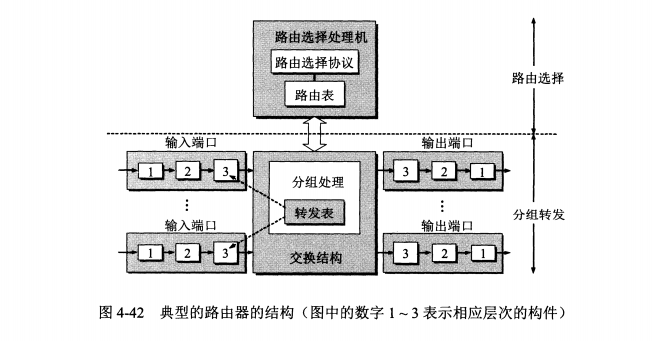 路由选择处理机
路由选择协议
路由表
路由选择
输入端口
输出端口
1 2 3
3 2 1
分组处理
转发表
交换结构
分组转发
输入端口
输出端口
1 2 3
3 2 1
图 4-42 典型的路由器的结构（图中的数字 1 ~ 3 表示相应层次的构件）